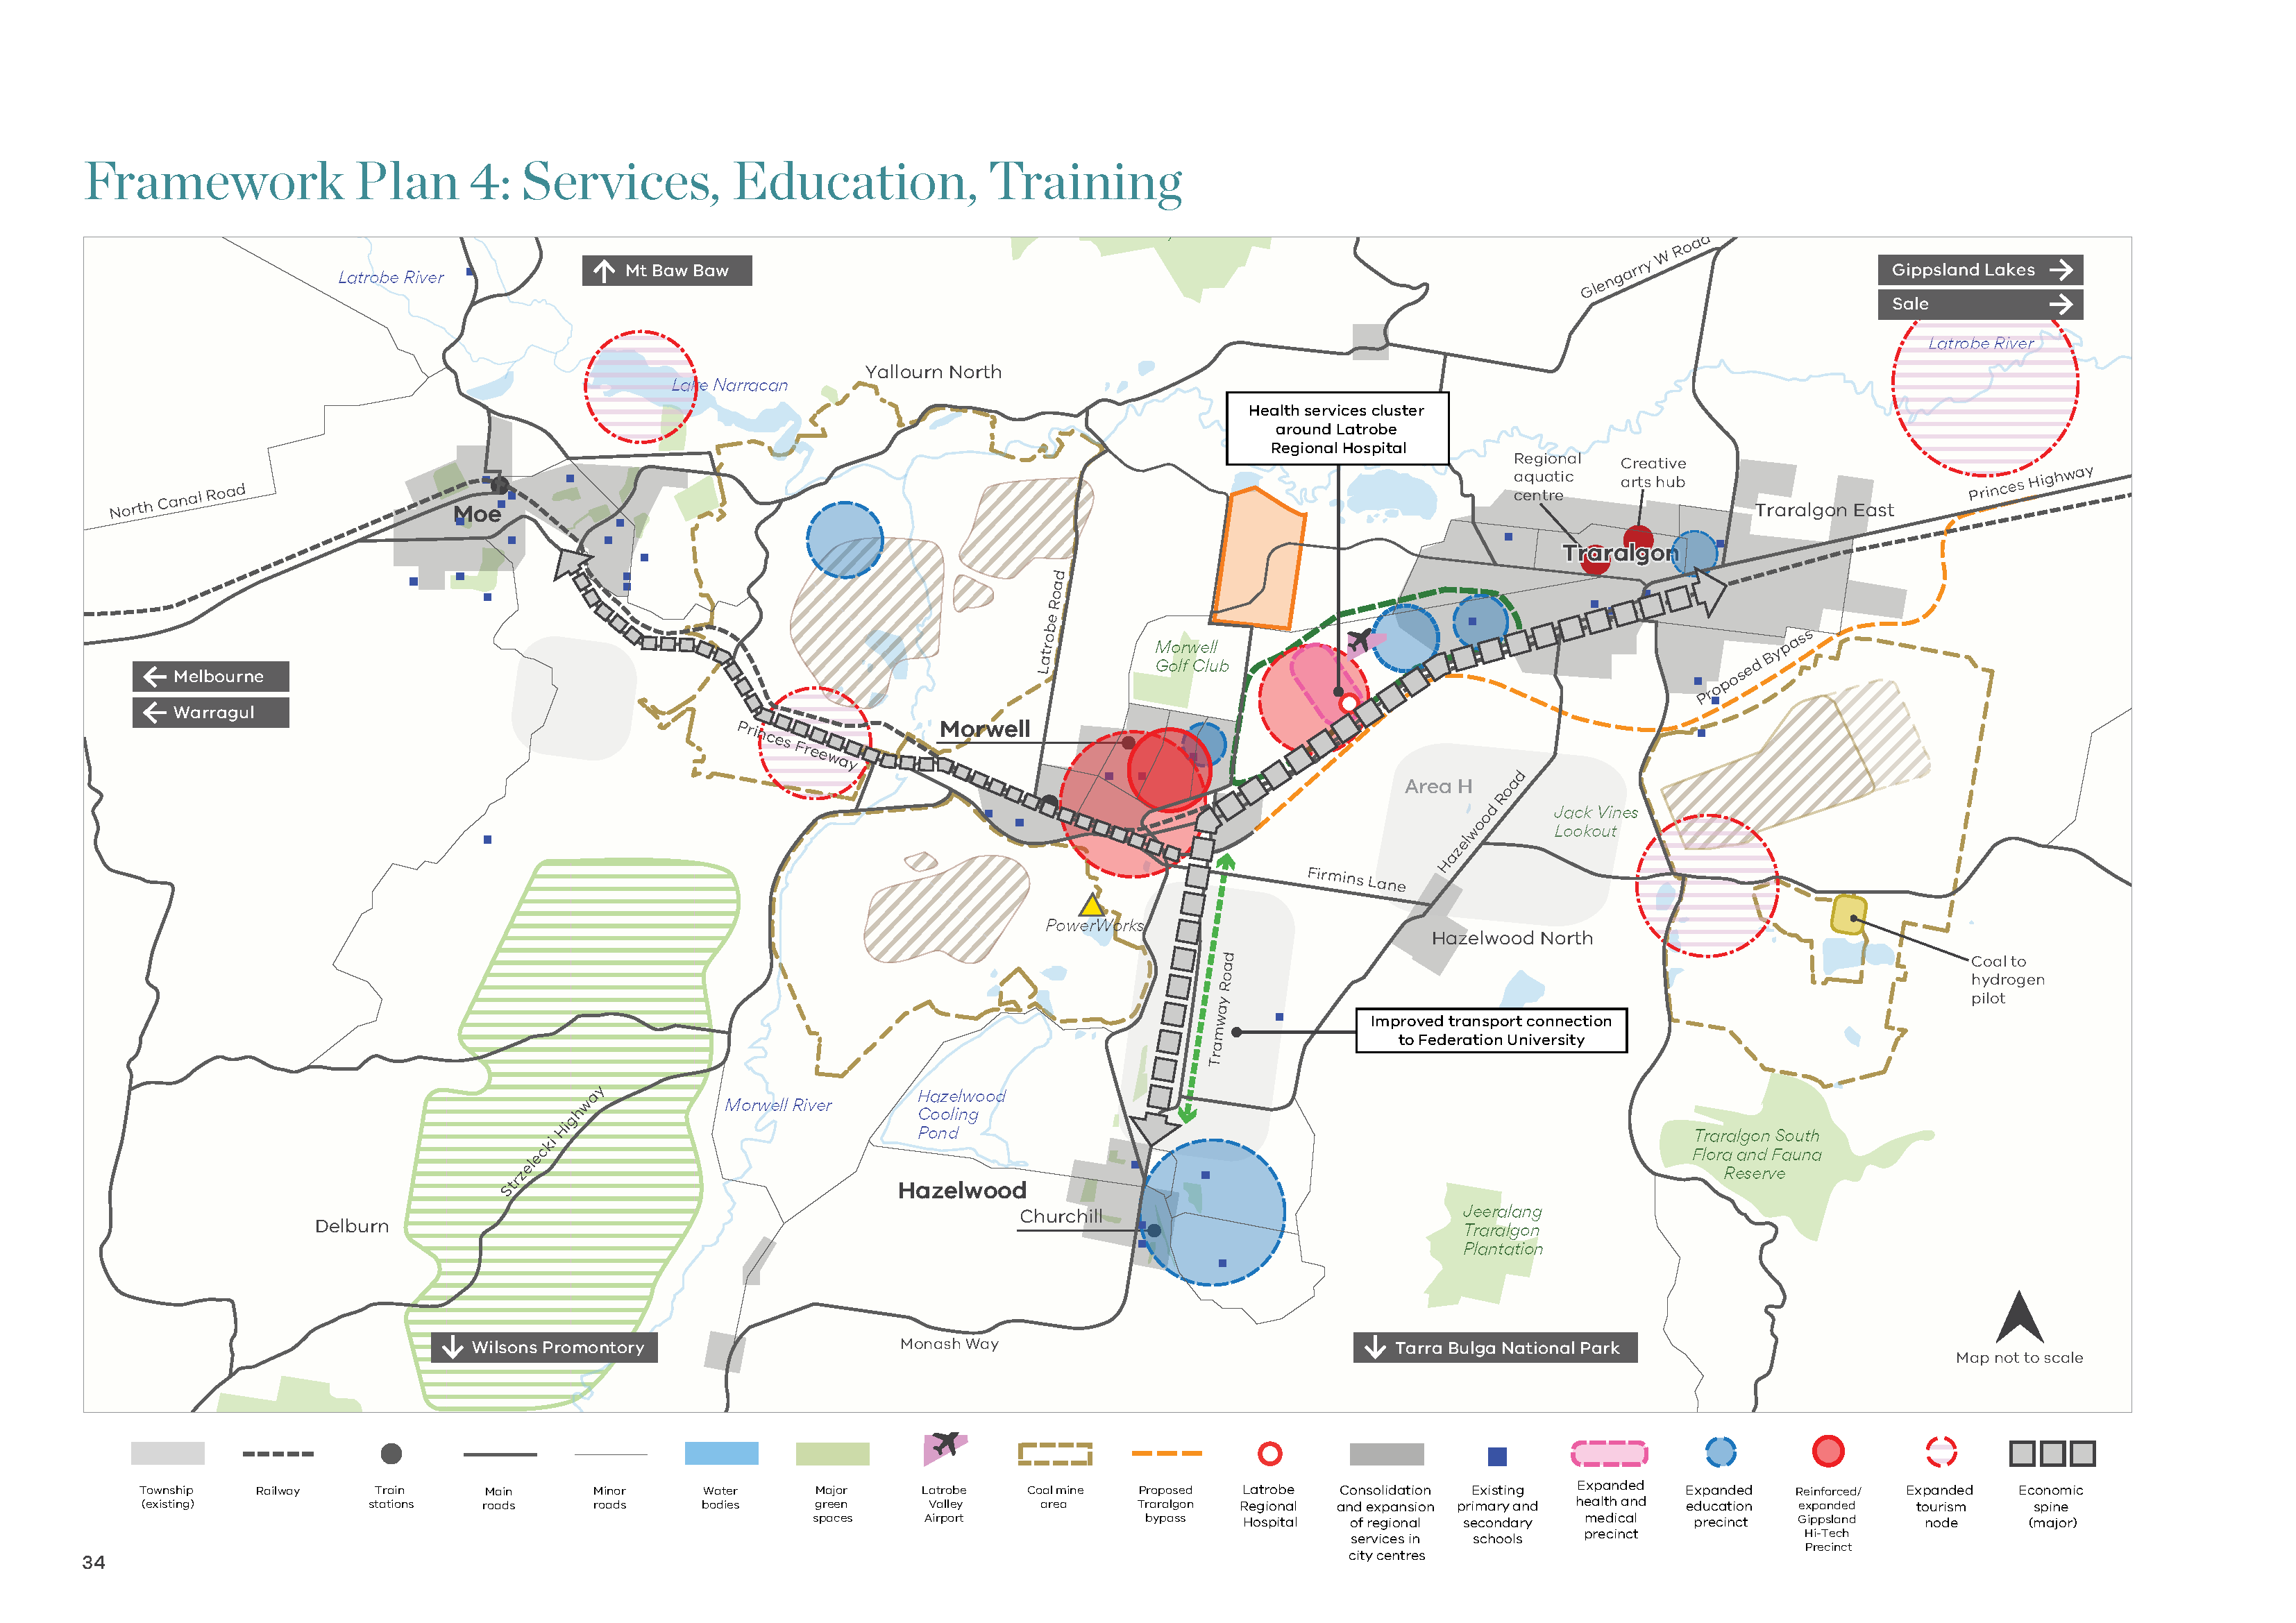 Framework Plan 4: Services, Education, Training
Latrobe River
Mt Baw Baw
Glengarry W Road
Gippsland Lakes
Sale
Latrobe River
Lake Narracan
Yallourn North
Health services cluster
around Latrobe
Regional Hospital
Regional
aquatic
centre
Creative
arts hub
Princes Highway
North Canal Road
Moe
Traralgon East
Traralgon
Latrobe Road
Morwell
Golf Club
Proposed Bypass
Melbourne
Warragul
Morwell
Princes Freeway
Area H
Hazelwood Road
Jack Vines
Lookout
Firmins Lane
PowerWorks
Hazelwood North
Coal to
hydrogen
pilot
Tramway Road
Improved transport connection
to Federation University
Morwell River
Hazelwood
Cooling
Pond
Strzelecki Highway
Traralgon South
Flora and Fauna
Reserve
Hazelwood
Churchill
Delburn
Jeeralang
Traralgon
Plantation
Wilsons Promontory
Monash Way
Tarra Bulga National Park
Map not to scale
Township
(existing)
Railway
Train
stations
Main
roads
Minor
roads
Water
bodies
Major
green
spaces
Latrobe
Valley
Airport
Coal mine
area
Proposed
Traralgon
bypass
Latrobe
Regional
Hospital
Consolidation
and expansion
of regional
services in
city centres
Existing
primary and
secondary
schools
Expanded
health and
medical
precinct
Expanded
education
precinct
Reinforced/
expanded
Gippsland
Hi-Tech
Precinct
Expanded
tourism
node
Economic
spine
(major)
34